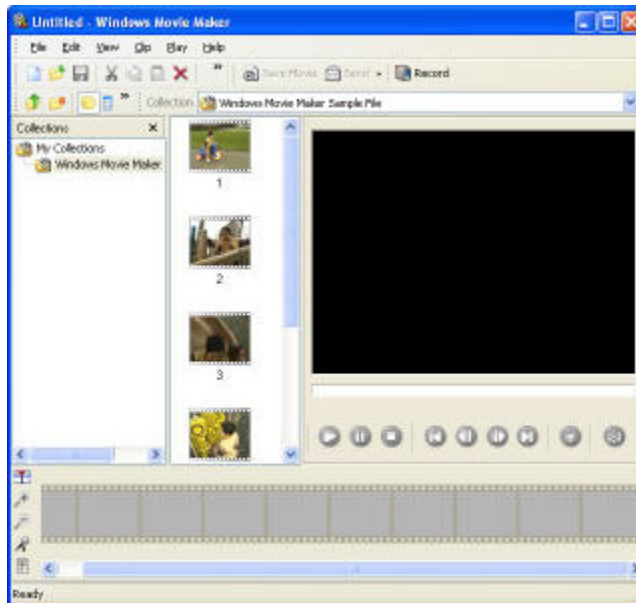 Untitled - Windows Movie Maker
File Edit View Clip Play Help
Save Movie Send Record
Collection: Windows Movie Maker Sample File
Collections
My Collections
Windows Movie Maker
1
2
3
Ready